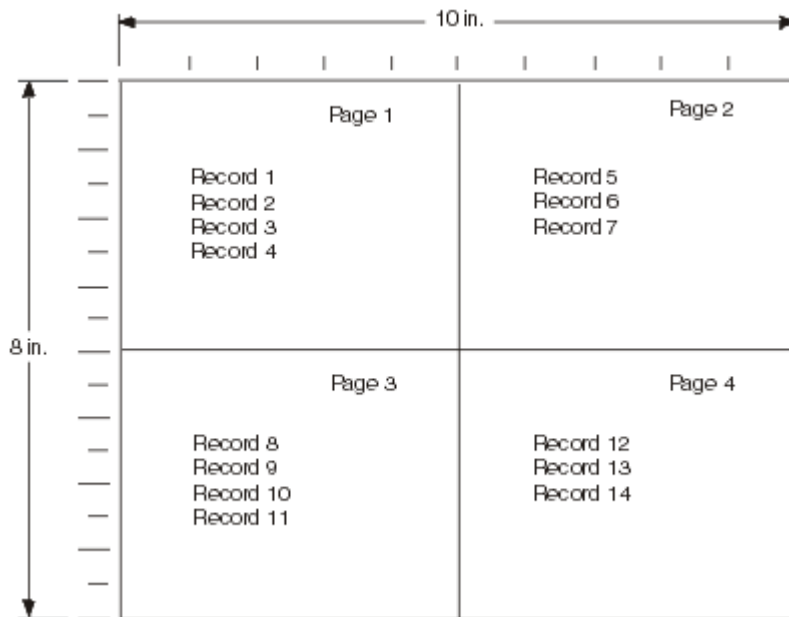 10 in.
Page 1
Page 2
Record 1
Record 2
Record 3
Record 4
Record 5
Record 6
Record 7
8 in.
Page 3
Page 4
Record 8
Record 9
Record 10
Record 11
Record 12
Record 13
Record 14